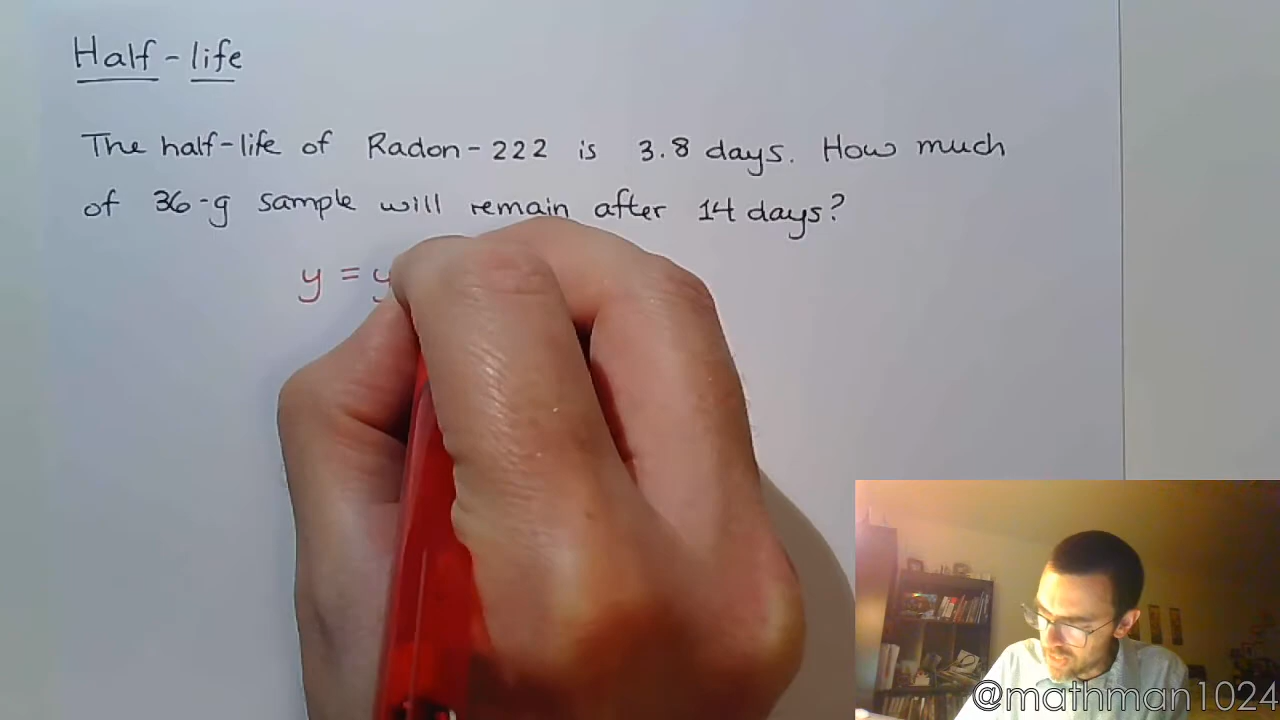 Half-life
The half-life of Radon-222 is 3.8 days. How much
of 36-g sample will remain after 14 days?
y = y
@mathman1024